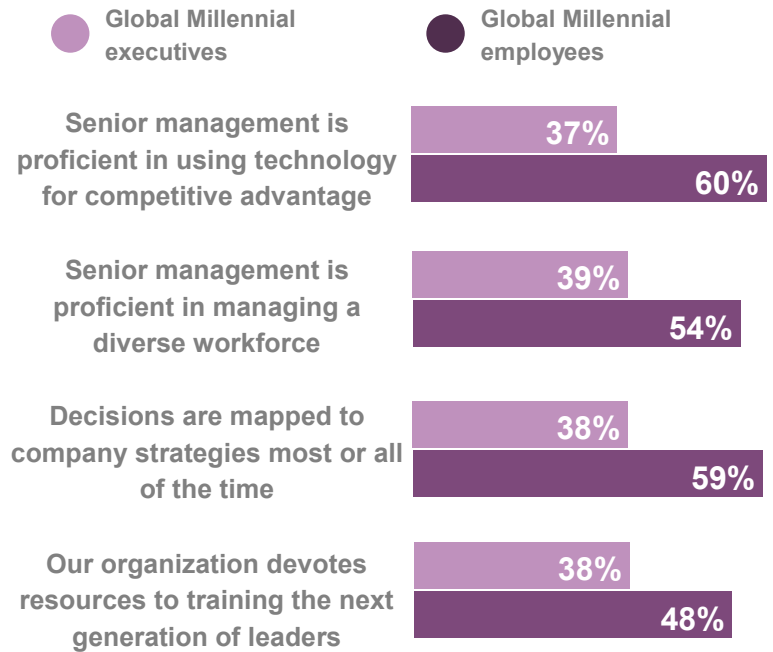 Global Millennial
executives
Global Millennial
employees
Senior management is
proficient in using technology
for competitive advantage
37%
60%
Senior management is
proficient in managing a
diverse workforce
39%
54%
Decisions are mapped to
company strategies most or all
of the time
38%
59%
Our organization devotes
resources to training the next
generation of leaders
38%
48%